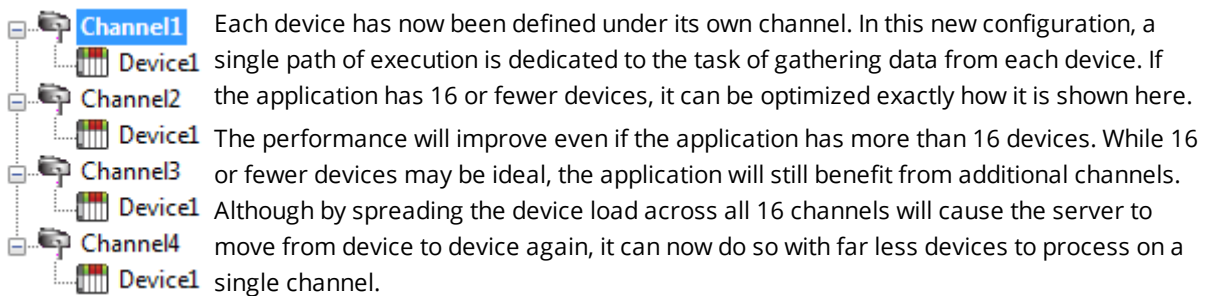 Channel1
Device1
Channel2
Device1
Channel3
Device1
Channel4
Device1
Each device has now been defined under its own channel. In this new configuration, a
single path of execution is dedicated to the task of gathering data from each device. If
the application has 16 or fewer devices, it can be optimized exactly how it is shown here.
The performance will improve even if the application has more than 16 devices. While 16
or fewer devices may be ideal, the application will still benefit from additional channels.
Although by spreading the device load across all 16 channels will cause the server to
move from device to device again, it can now do so with far less devices to process on a
single channel.